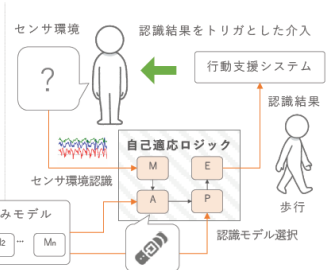 センサ環境
認識結果をトリガとした介入
?
行動支援システム
認識結果
自己適応ロジック
M
E
センサ環境認識
A
P
歩行
みモデル
認識モデル選択
M2
...
Mn